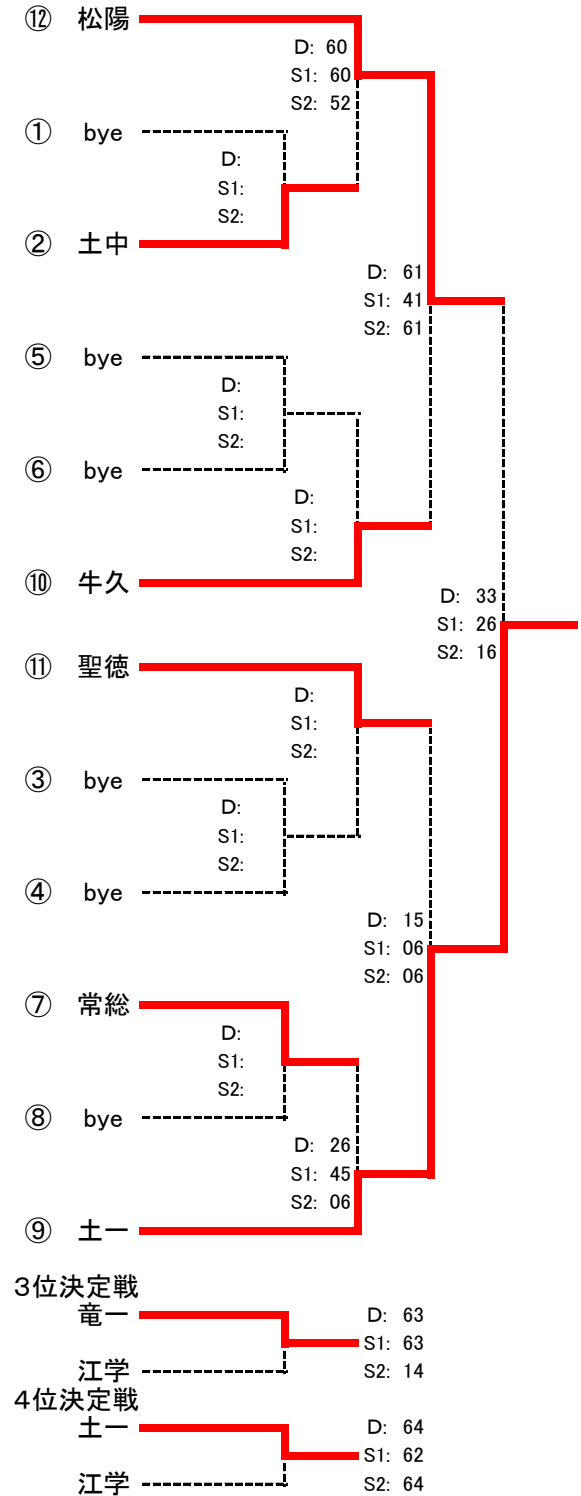 ⑫ 松陽
D: 60
S1: 60
S2: 52
① bye
D:
S1:
S2:
② 土中
D: 61
S1: 41
S2: 61
⑤ bye
D:
S1:
S2:
⑥ bye
D:
S1:
S2:
⑩ 牛久
D: 33
S1: 26
S2: 16
⑪ 聖徳
D:
S1:
S2:
③ bye
D:
S1:
S2:
④ bye
D: 15
S1: 06
S2: 06
⑦ 常総
D:
S1:
S2:
⑧ bye
D: 26
S1: 45
S2: 06
⑨ 土一
3位決定戦
竜一
D: 63
S1: 63
S2: 14
江学
4位決定戦
土一
D: 64
S1: 62
S2: 64
江学